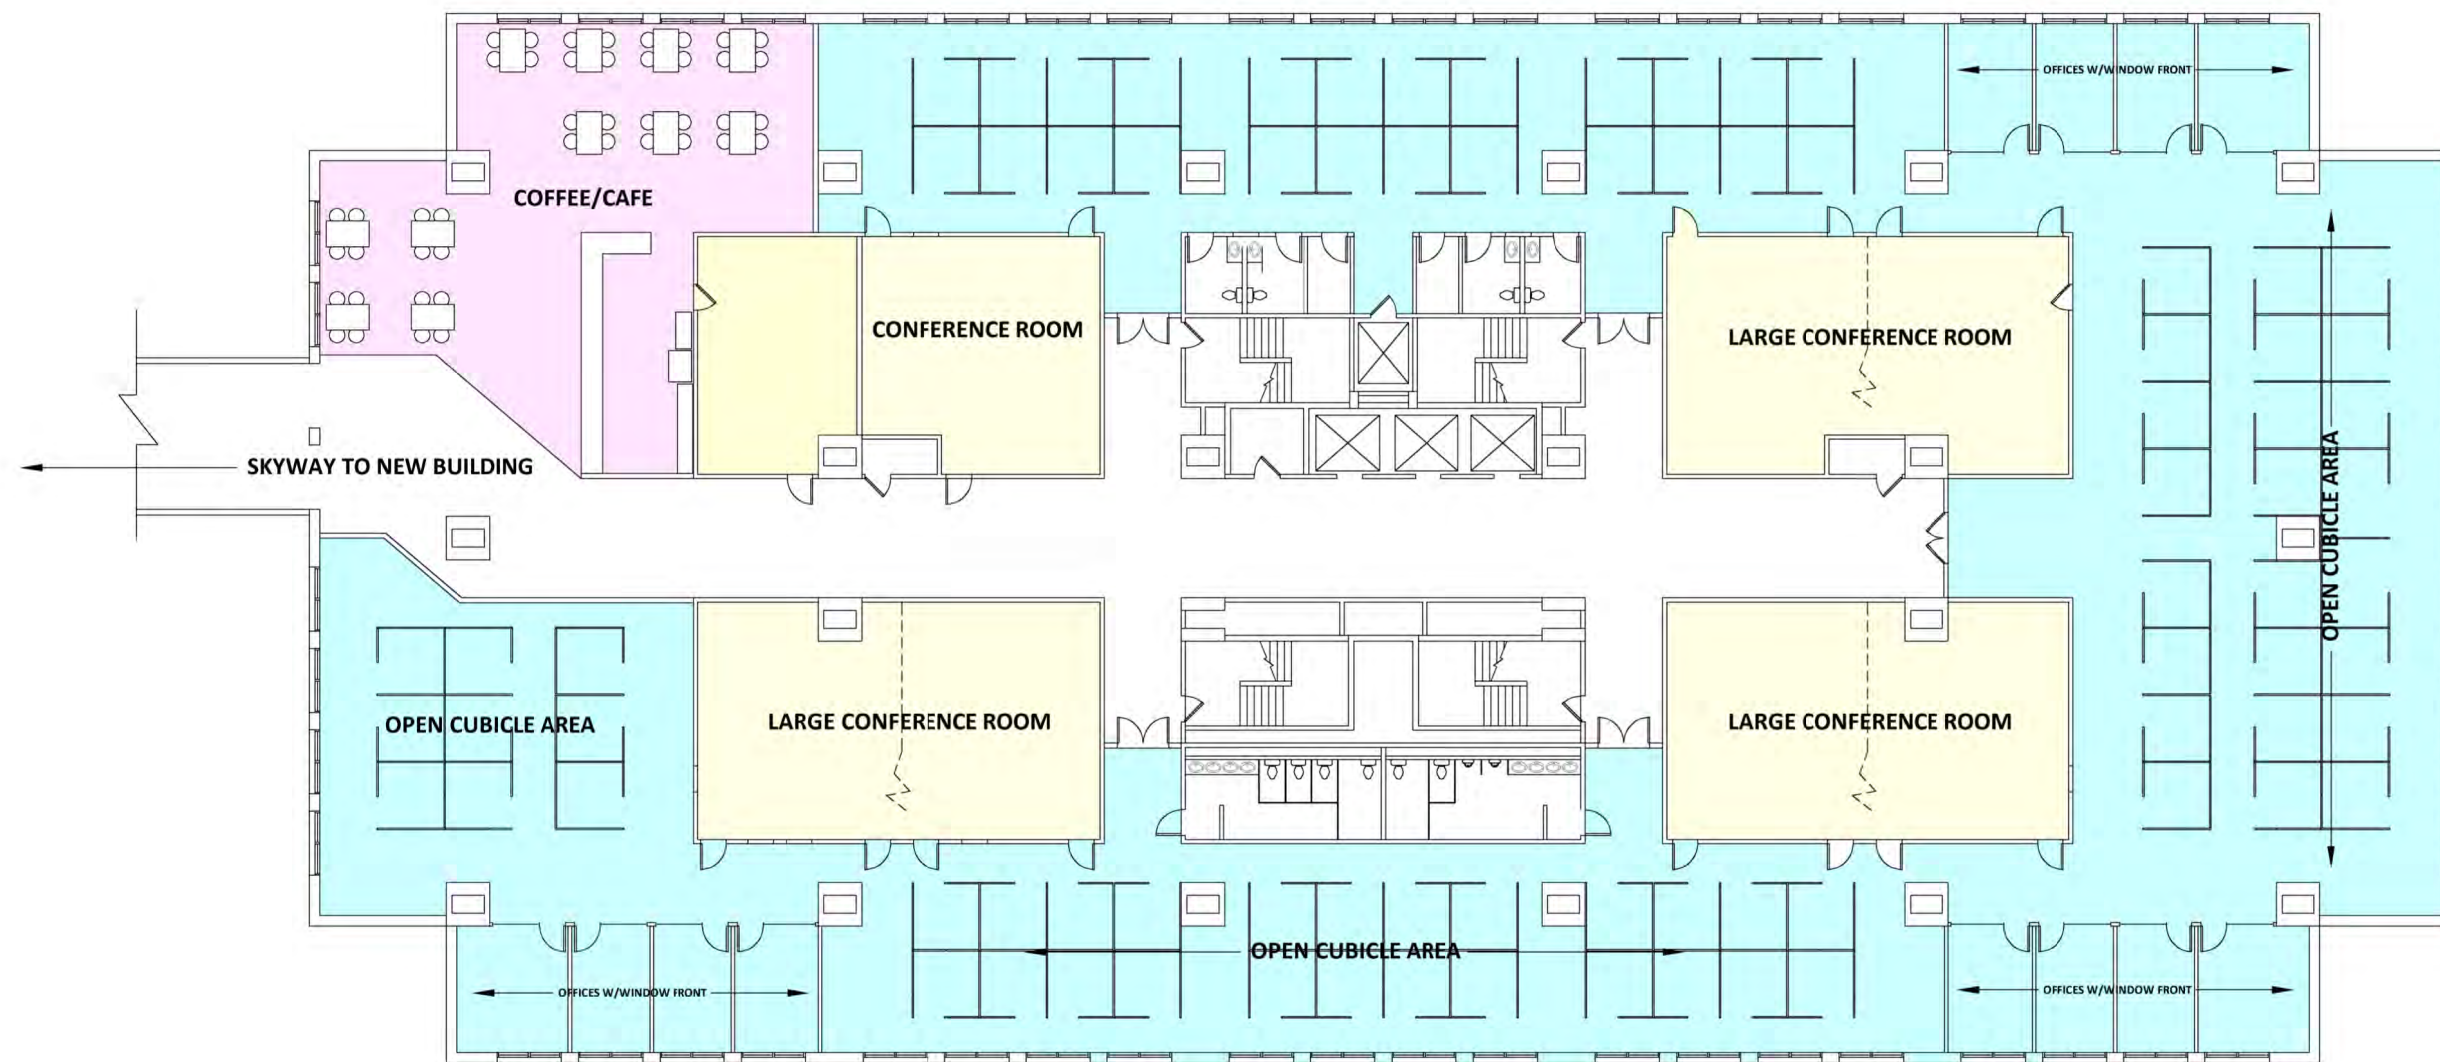 OFFICES W/WINDOW FRONT
COFFEE/CAFE
CONFERENCE ROOM
LARGE CONFERENCE ROOM
SKYWAY TO NEW BUILDING
OPEN CUBICLE AREA
OPEN CUBICLE AREA
LARGE CONFERENCE ROOM
LARGE CONFERENCE ROOM
OPEN CUBICLE AREA
OFFICES W/WINDOW FRONT
OFFICES W/WINDOW FRONT